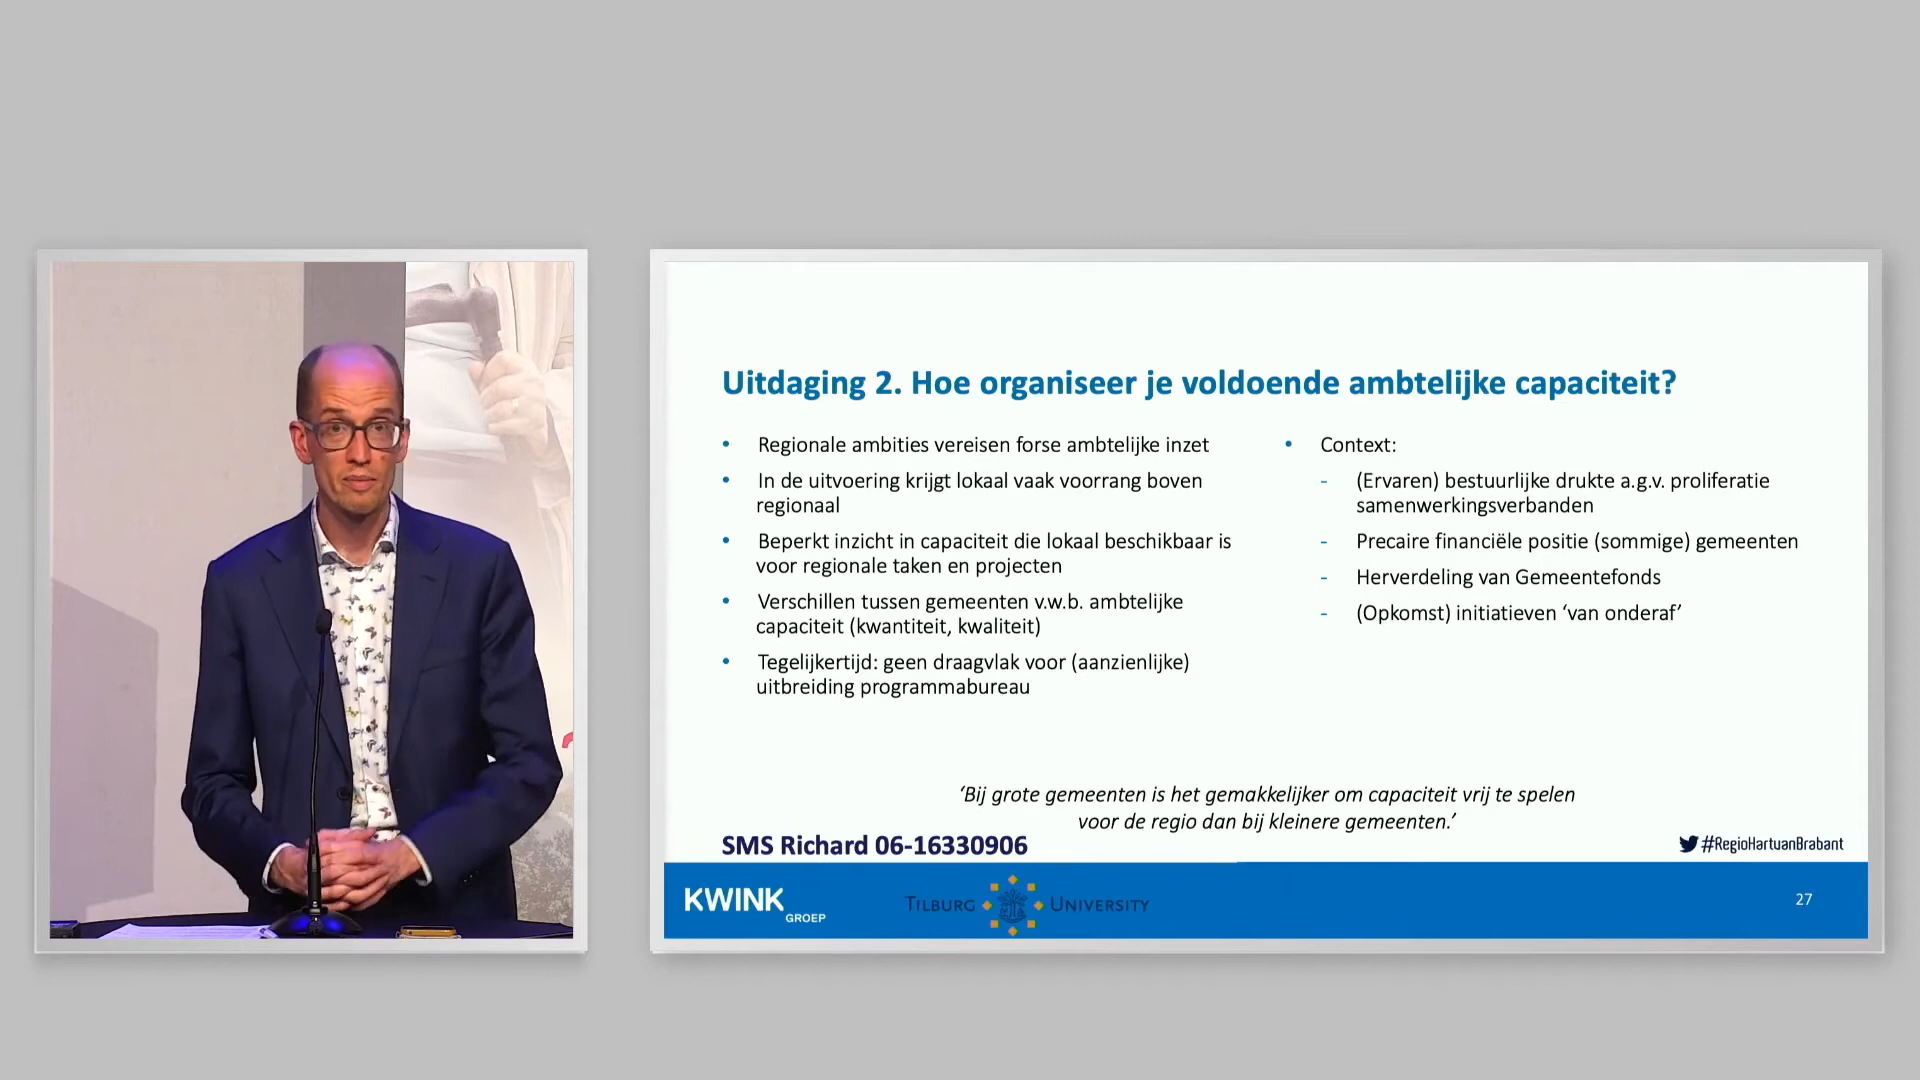 Uitdaging 2. Hoe organiseer je voldoende ambtelijke capaciteit?
• Regionale ambities vereisen forse ambtelijke inzet
• In de uitvoering krijgt lokaal vaak voorrang boven
regionaal
• Beperkt inzicht in capaciteit die lokaal beschikbaar is
voor regionale taken en projecten
• Verschillen tussen gemeenten v.w.b. ambtelijke
capaciteit (kwantiteit, kwaliteit)
• Tegelijkertijd: geen draagvlak voor (aanzienlijke)
uitbreiding programmabureau
• Context:
- (Ervaren) bestuurlijke drukte a.g.v. proliferatie
samenwerkingsverbanden
- Precaire financiële positie (sommige) gemeenten
- Herverdeling van Gemeentefonds
- (Opkomst) initiatieven ‘van onderaf’
‘Bij grote gemeenten is het gemakkelijker om capaciteit vrij te spelen
voor de regio dan bij kleinere gemeenten.’
SMS Richard 06-16330906
#RegioHartvanBrabant
KWINK
GROEP
TILBURG UNIVERSITY
27